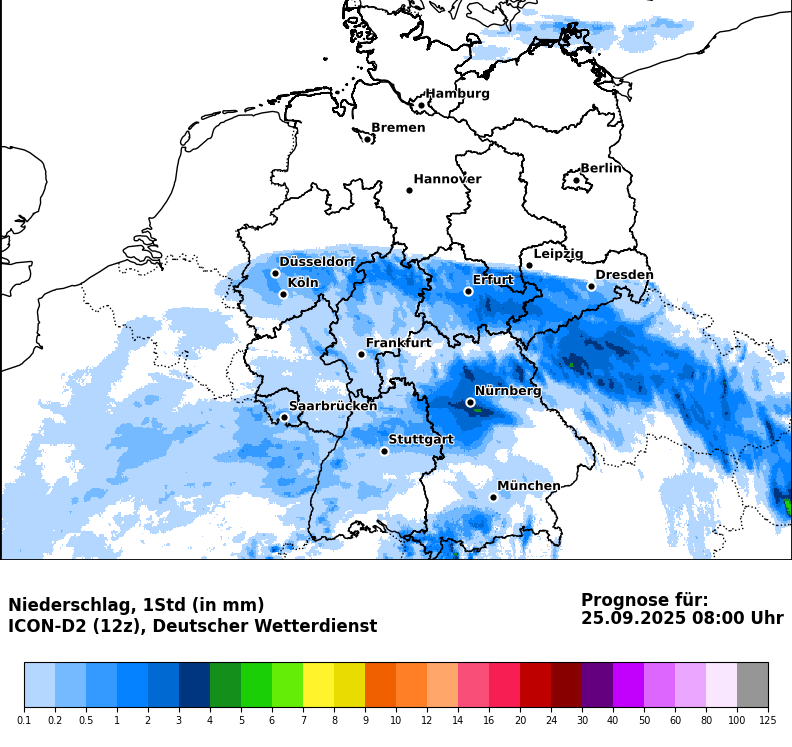 Hamburg
Bremen
Berlin
Hannover
Leipzig
Düsseldorf
Dresden
Köln
Erfurt
Frankfurt
Nürnberg
Saarbrücken
Stuttgart
München
Niederschlag, 1Std (in mm)
ICON-D2 (12z), Deutscher Wetterdienst
Prognose für:
25.09.2025 08:00 Uhr
0.1 0.2 0.5 1 2 3 4 5 6 7 8 9 10 12 14 16 20 24 30 40 50 60 80 100 125